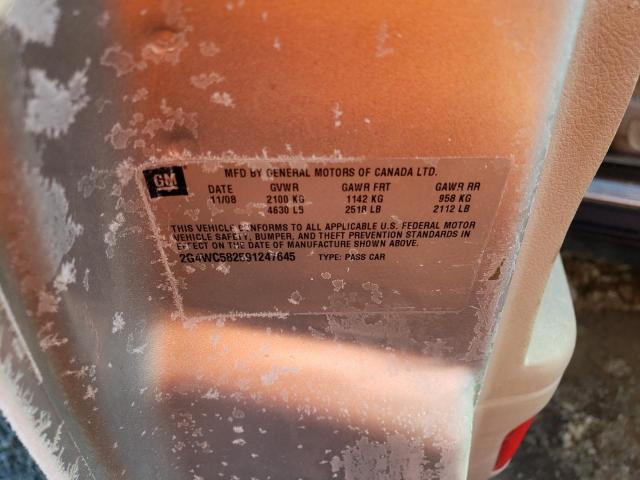 GM
MFD BY GENERAL MOTORS OF CANADA LTD.
DATE GVWR GAWR FRT GAWR RR
11/08 2100 KG 1142 KG 958 KG
4630 LB 2518 LB 2112 LB
THIS VEHICLE CONFORMS TO ALL APPLICABLE U.S. FEDERAL MOTOR
VEHICLE SAFETY, BUMPER, AND THEFT PREVENTION STANDARDS IN
EFFECT ON THE DATE OF MANUFACTURE SHOWN ABOVE.
2G4WC582591247645 TYPE: PASS CAR